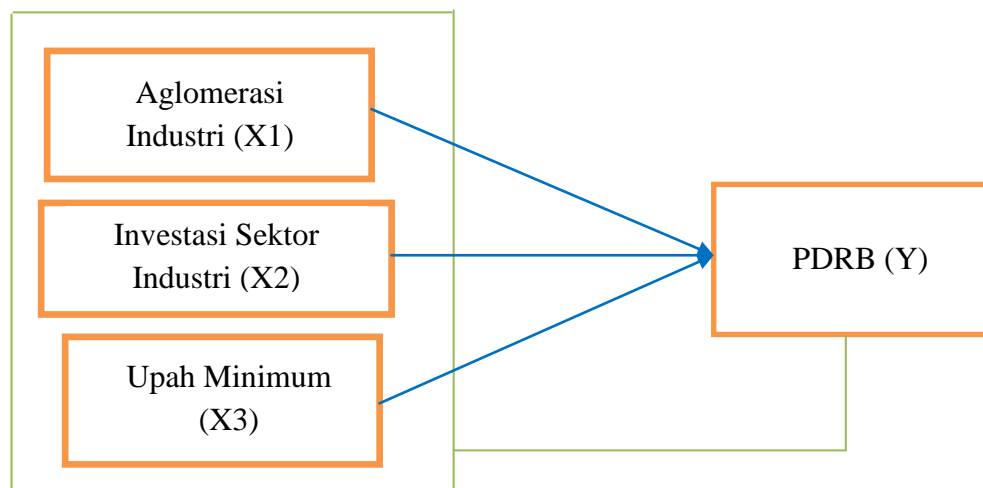 Aglomerasi
Industri (X1)
Investasi Sektor
Industri (X2)
Upah Minimum
(X3)
PDRB (Y)